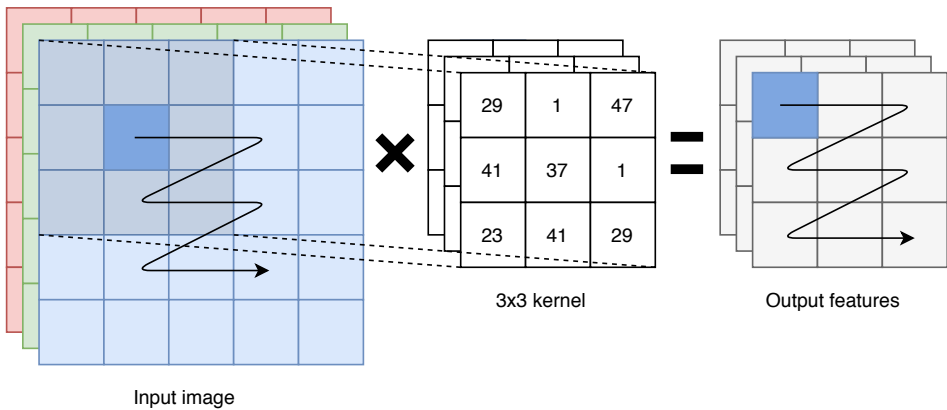 29 1 47
41 37 1
23 41 29
3x3 kernel
Output features
Input image